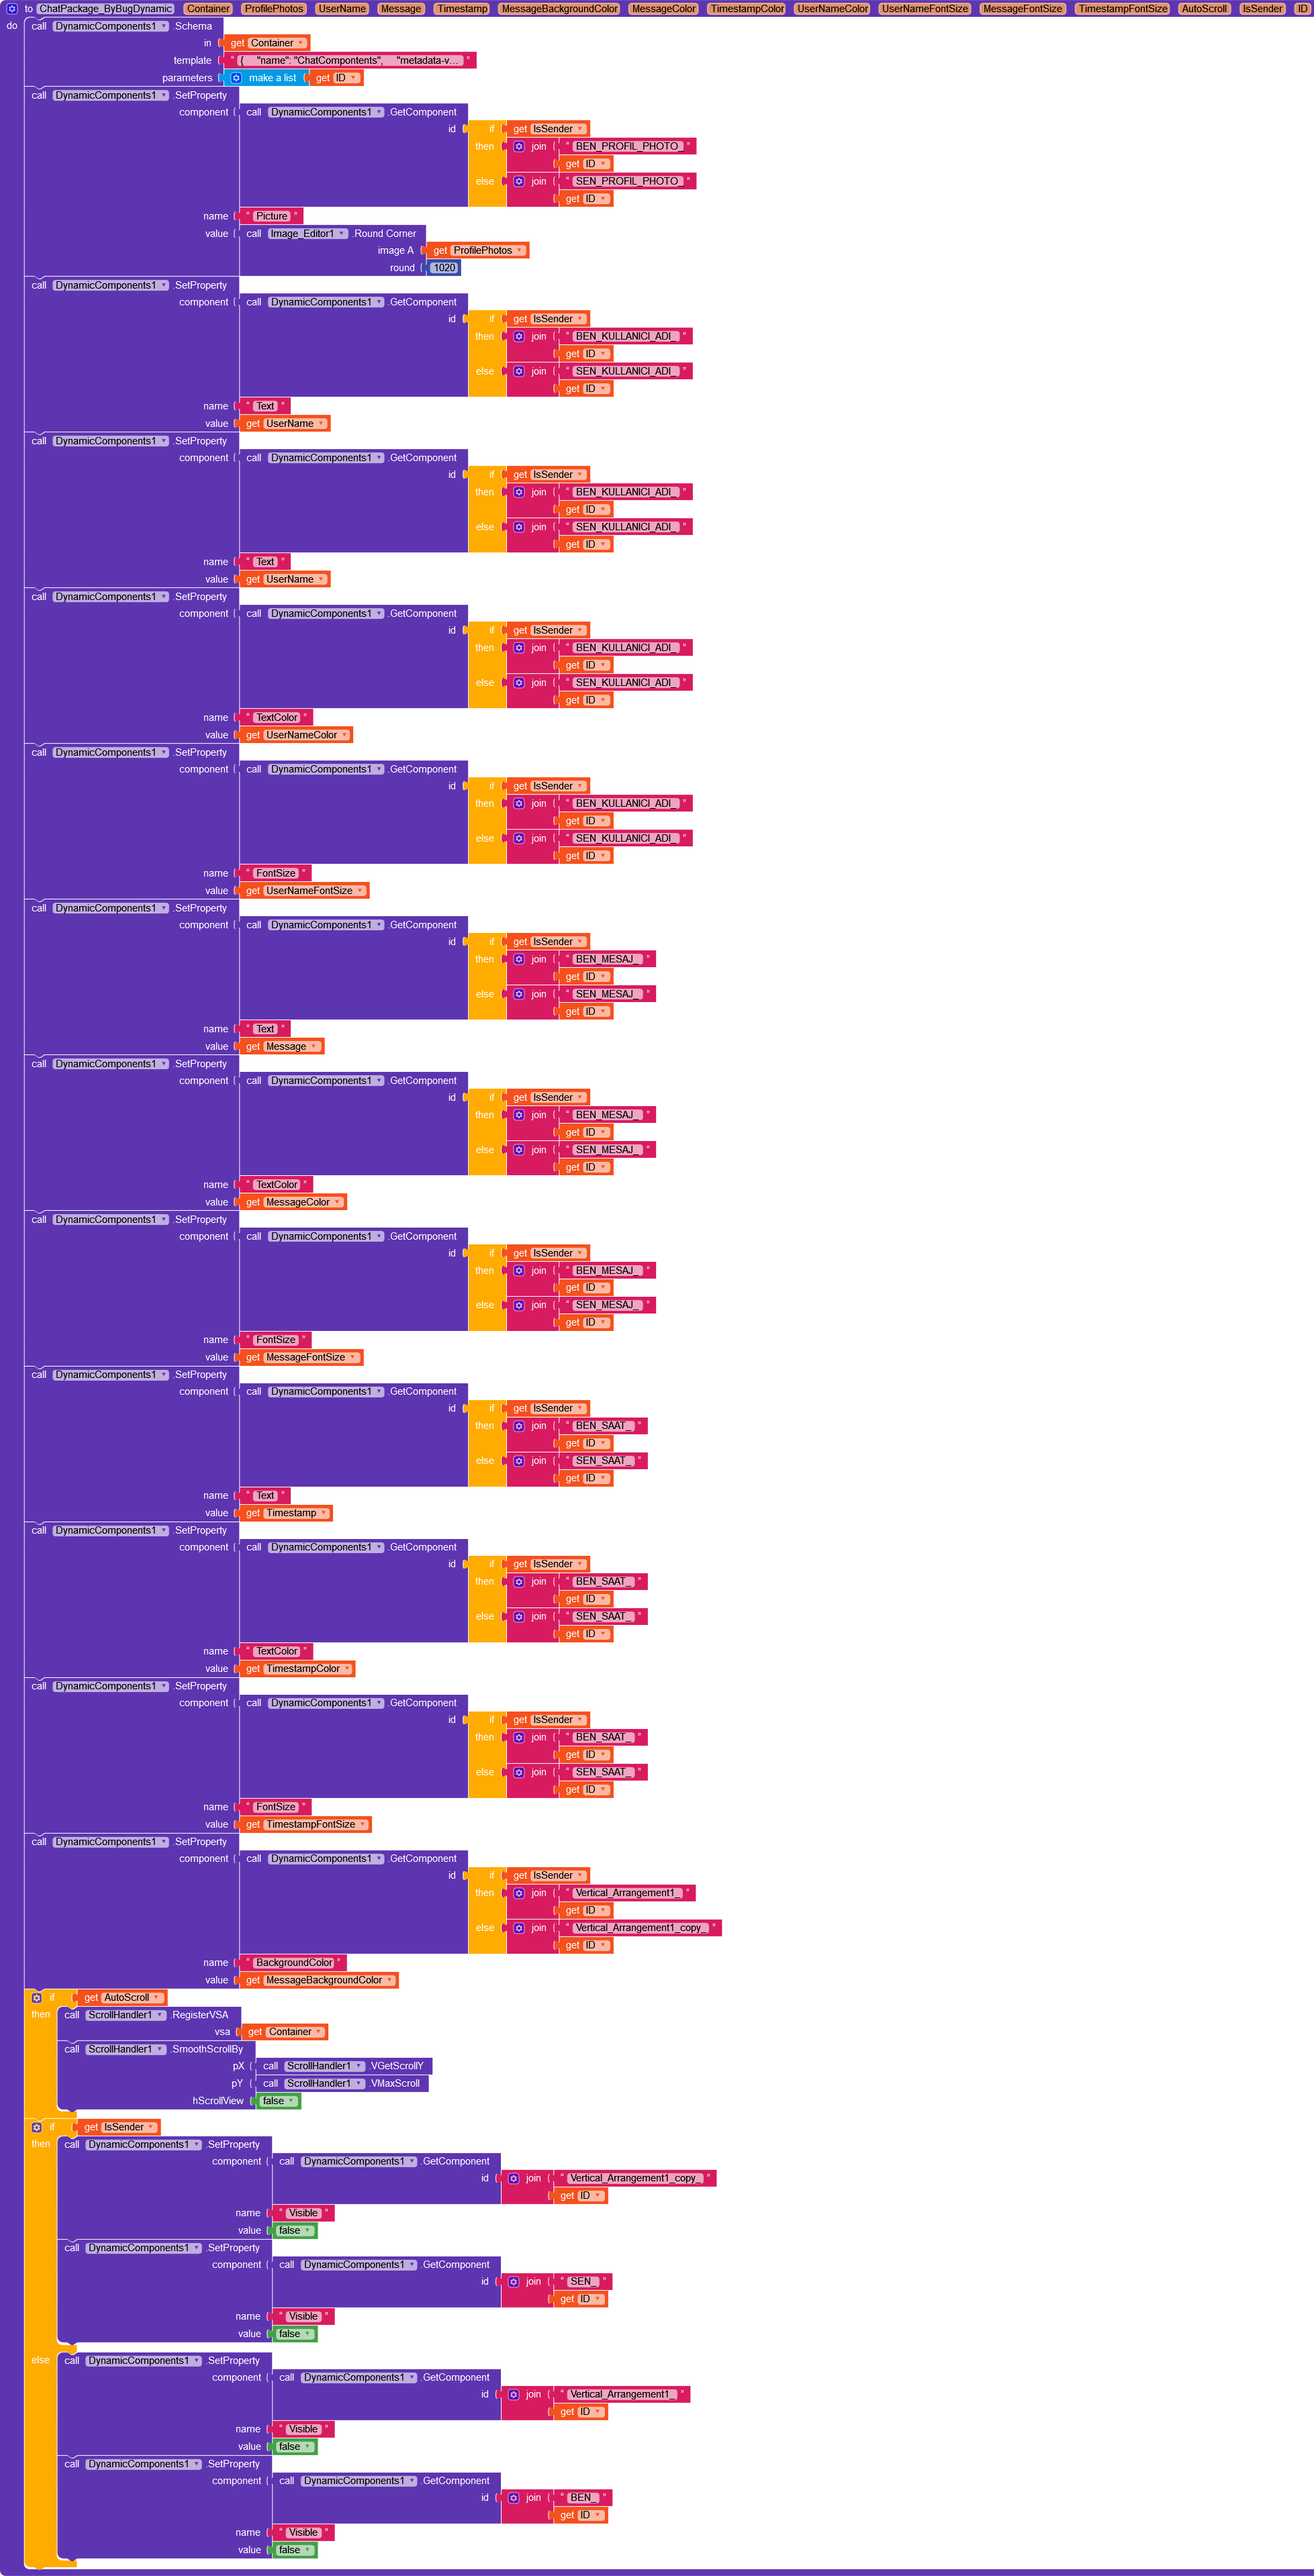 to ChatPackage_ByBugDynamic Container ProfilePhotos UserName Message Timestamp MessageBackgroundColor MessageColor TimestampColor UserNameColor UserNameFontSize MessageFontSize TimestampFontSize AutoScroll IsSender ID
do call DynamicComponents1 .Schema
in get Container
template " { "name": "ChatCompontents", "metadata-v... "
parameters make a list get ID
call DynamicComponents1 .SetProperty
component call DynamicComponents1 .GetComponent
id if get IsSender
then join " BEN_PROFIL_PHOTO_ "
get ID
else join " SEN_PROFIL_PHOTO_ "
get ID
name " Picture "
value call Image_Editor1 .Round Corner
image A get ProfilePhotos
round 1020
call DynamicComponents1 .SetProperty
component call DynamicComponents1 .GetComponent
id if get IsSender
then join " BEN_KULLANICI_ADI_ "
get ID
else join " SEN_KULLANICI_ADI_ "
get ID
name " Text "
value get UserName
call DynamicComponents1 .SetProperty
component call DynamicComponents1 .GetComponent
id if get IsSender
then join " BEN_KULLANICI_ADI_ "
get ID
else join " SEN_KULLANICI_ADI_ "
get ID
name " Text "
value get UserName
call DynamicComponents1 .SetProperty
component call DynamicComponents1 .GetComponent
id if get IsSender
then join " BEN_KULLANICI_ADI_ "
get ID
else join " SEN_KULLANICI_ADI_ "
get ID
name " TextColor "
value get UserNameColor
call DynamicComponents1 .SetProperty
component call DynamicComponents1 .GetComponent
id if get IsSender
then join " BEN_KULLANICI_ADI_ "
get ID
else join " SEN_KULLANICI_ADI_ "
get ID
name " FontSize "
value get UserNameFontSize
call DynamicComponents1 .SetProperty
component call DynamicComponents1 .GetComponent
id if get IsSender
then join " BEN_MESAJ_ "
get ID
else join " SEN_MESAJ_ "
get ID
name " Text "
value get Message
call DynamicComponents1 .SetProperty
component call DynamicComponents1 .GetComponent
id if get IsSender
then join " BEN_MESAJ_ "
get ID
else join " SEN_MESAJ_ "
get ID
name " TextColor "
value get MessageColor
call DynamicComponents1 .SetProperty
component call DynamicComponents1 .GetComponent
id if get IsSender
then join " BEN_MESAJ_ "
get ID
else join " SEN_MESAJ_ "
get ID
name " FontSize "
value get MessageFontSize
call DynamicComponents1 .SetProperty
component call DynamicComponents1 .GetComponent
id if get IsSender
then join " BEN_SAAT_ "
get ID
else join " SEN_SAAT_ "
get ID
name " Text "
value get Timestamp
call DynamicComponents1 .SetProperty
component call DynamicComponents1 .GetComponent
id if get IsSender
then join " BEN_SAAT_ "
get ID
else join " SEN_SAAT_ "
get ID
name " TextColor "
value get TimestampColor
call DynamicComponents1 .SetProperty
component call DynamicComponents1 .GetComponent
id if get IsSender
then join " BEN_SAAT_ "
get ID
else join " SEN_SAAT_ "
get ID
name " FontSize "
value get TimestampFontSize
call DynamicComponents1 .SetProperty
component call DynamicComponents1 .GetComponent
id if get IsSender
then join " Vertical_Arrangement1_ "
get ID
else join " Vertical_Arrangement1_copy_ "
get ID
name " BackgroundColor "
value get MessageBackgroundColor
if get AutoScroll
then call ScrollHandler1 .RegisterVSA
vsa get Container
call ScrollHandler1 .SmoothScrollBy
pX call ScrollHandler1 .VGetScrollY
pY call ScrollHandler1 .VMaxScroll
hScrollView false
if get IsSender
then call DynamicComponents1 .SetProperty
component call DynamicComponents1 .GetComponent
id join " Vertical_Arrangement1_copy_ "
get ID
name " Visible "
value false
call DynamicComponents1 .SetProperty
component call DynamicComponents1 .GetComponent
id join " SEN_ "
get ID
name " Visible "
value false
else call DynamicComponents1 .SetProperty
component call DynamicComponents1 .GetComponent
id join " Vertical_Arrangement1_ "
get ID
name " Visible "
value false
call DynamicComponents1 .SetProperty
component call DynamicComponents1 .GetComponent
id join " BEN_ "
get ID
name " Visible "
value false